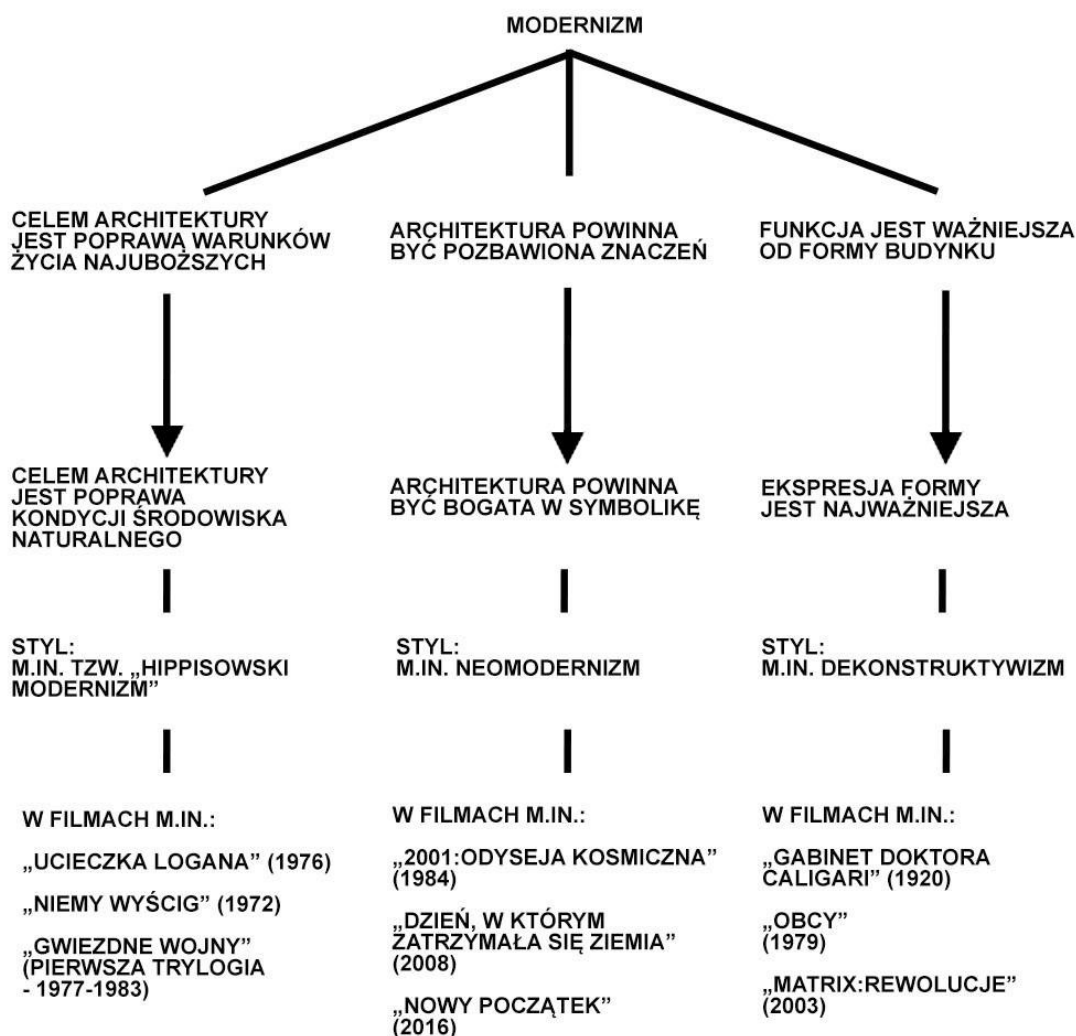 MODERNIZM
CELEM ARCHITEKTURY
JEST POPRAWA WARUNKÓW
ŻYCIA NAJUBOŻSZYCH
ARCHITEKTURA POWINNA
BYĆ POZBAWIONA ZNACZEŃ
FUNKCJA JEST WAŻNIEJSZA
OD FORMY BUDYNKU
CELEM ARCHITEKTURY
JEST POPRAWA
KONDYCJI ŚRODOWISKA
NATURALNEGO
ARCHITEKTURA POWINNA
BYĆ BOGATA W SYMBOLIKĘ
EKSPRESJA FORMY
JEST NAJWAŻNIEJSZA
STYL:
M.IN. TZW. „HIPPISOWSKI
MODERNIZM”
STYL:
M.IN. NEOMODERNIZM
STYL:
M.IN. DEKONSTRUKTYWIZM
W FILMACH M.IN.:
„UCIECZKA LOGANA” (1976)
„NIEMY WYŚCIG” (1972)
„GWIEZDNE WOJNY”
(PIERWSZA TRYLOGIA
- 1977-1983)
W FILMACH M.IN.:
„2001:ODYSEJA KOSMICZNA”
(1984)
„DZIEŃ, W KTÓRYM
ZATRZYMAŁA SIĘ ZIEMIA”
(2008)
„NOWY POCZĄTEK”
(2016)
W FILMACH M.IN.:
„GABINET DOKTORA
CALIGARI” (1920)
„OBCY”
(1979)
„MATRIX:REWOLUCJE”
(2003)